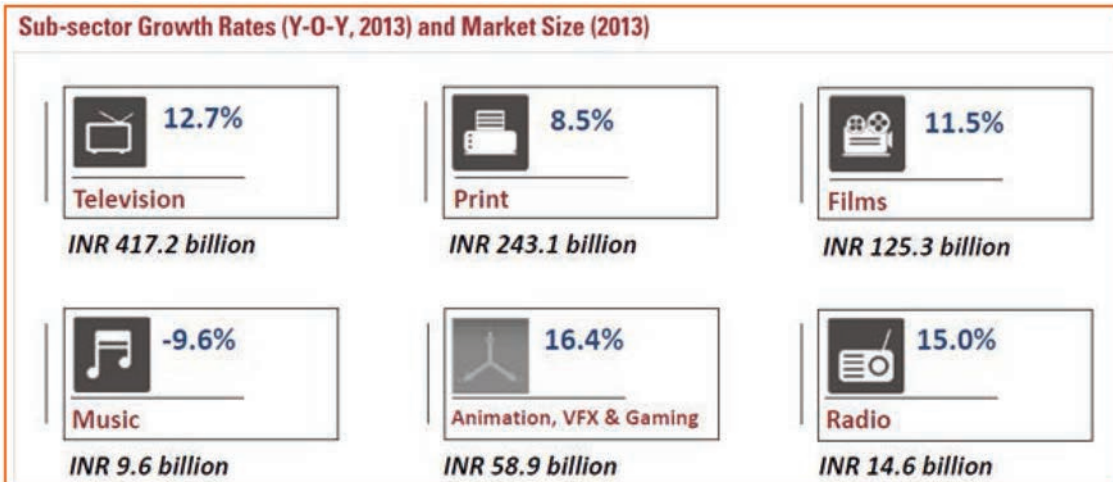 Sub-sector Growth Rates (Y-O-Y, 2013) and Market Size (2013)
12.7%
Television
INR 417.2 billion
8.5%
Print
INR 243.1 billion
11.5%
Films
INR 125.3 billion
-9.6%
Music
INR 9.6 billion
16.4%
Animation, VFX & Gaming
INR 58.9 billion
15.0%
Radio
INR 14.6 billion